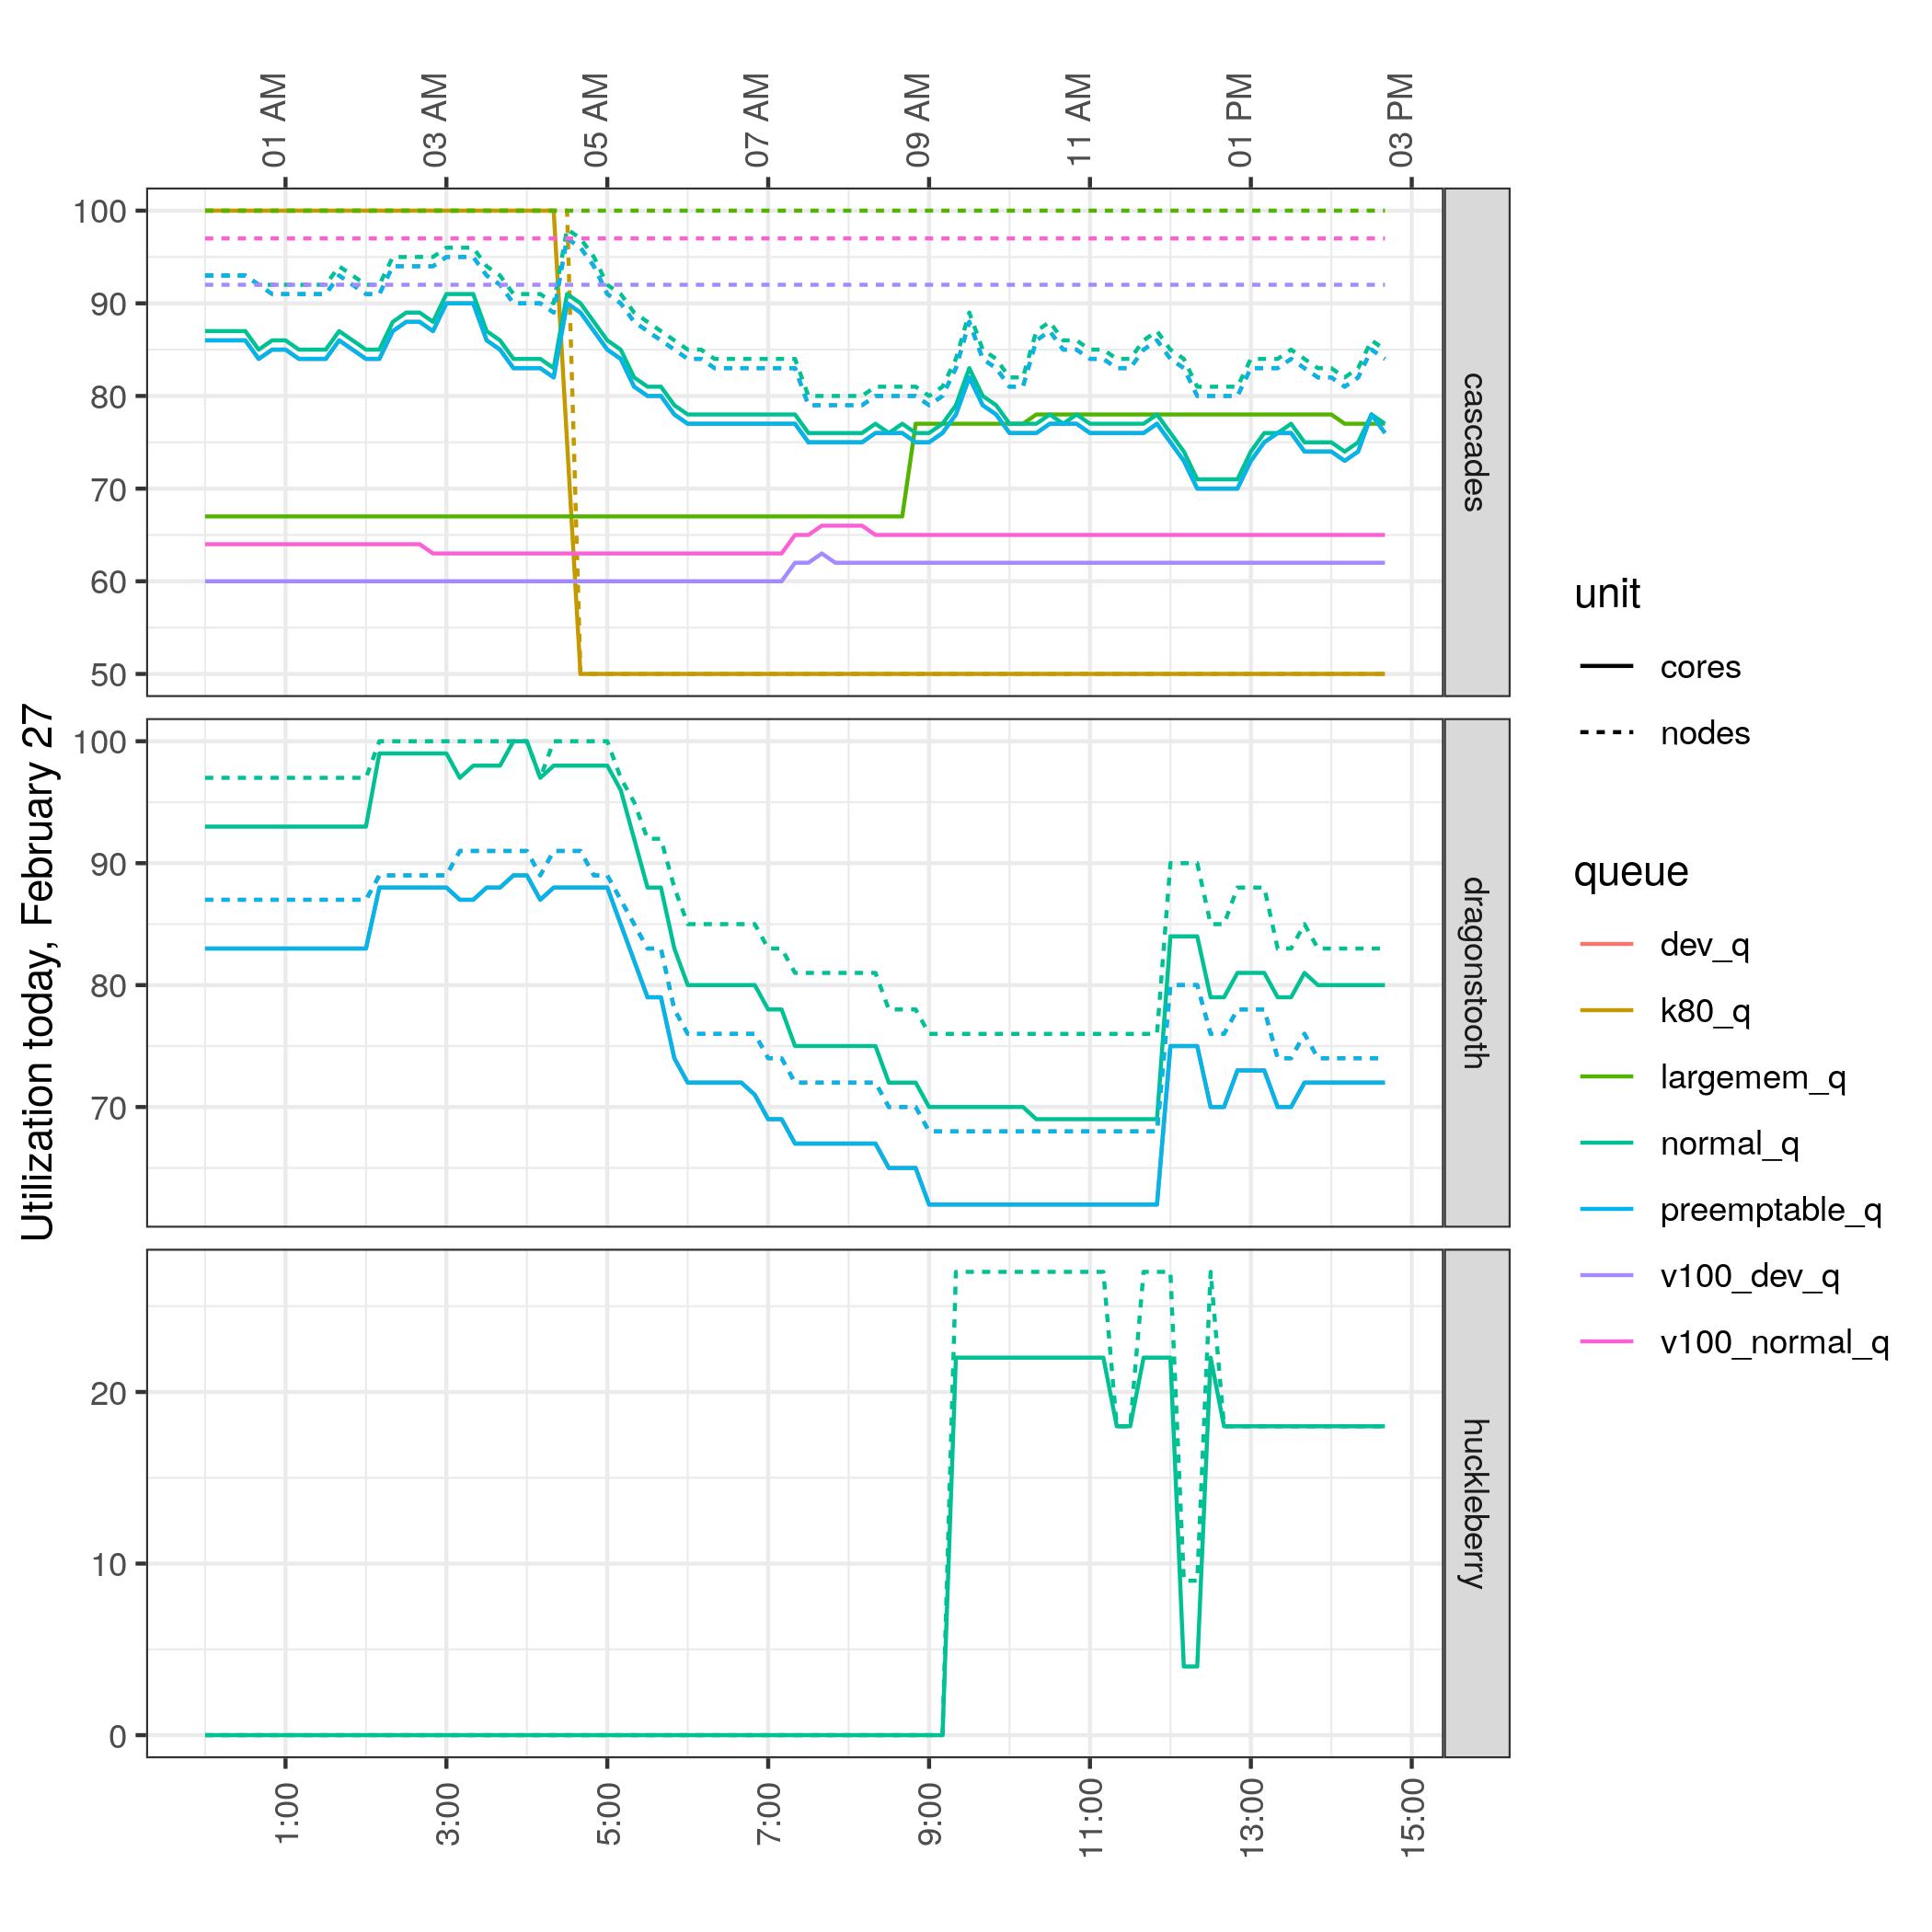 01 AM
03 AM
05 AM
07 AM
09 AM
11 AM
01 PM
03 PM
Utilization today, February 27
100
90
80
70
60
50
cascades
100
90
80
70
dragonstooth
20
10
0
huckleberry
1:00
3:00
5:00
7:00
9:00
11:00
13:00
15:00
unit
cores
nodes
queue
dev_q
k80_q
largemem_q
normal_q
preemptable_q
v100_dev_q
v100_normal_q